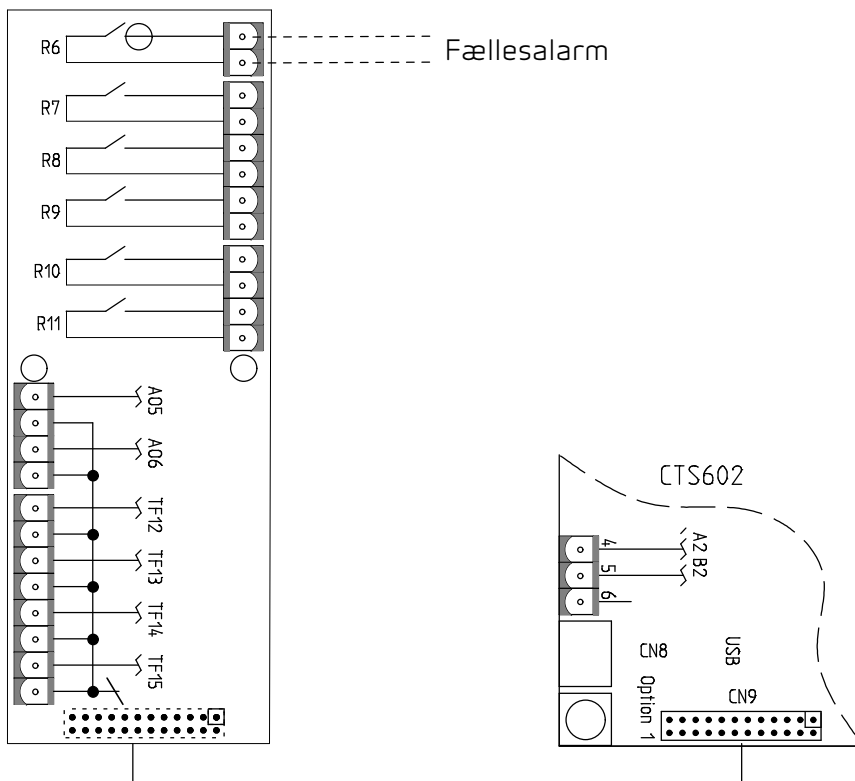 R6
Fællesalarm
R7
R8
R9
R10
R11
A05
A06
TF12
TF13
TF14
TF15
CTS602
4
A2
5
B2
6
CN8
USB
Option 1
CN9